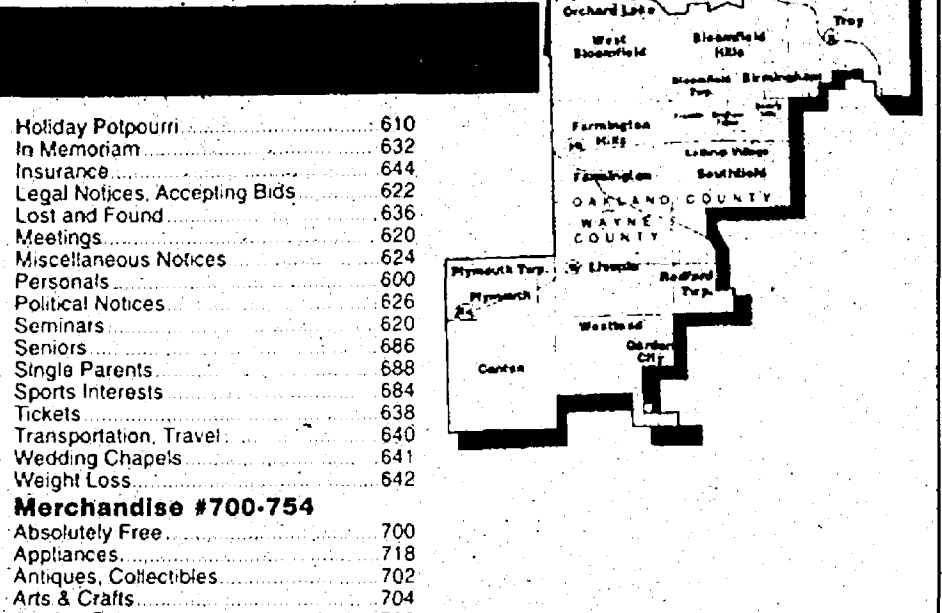 Holiday Potpourri 610
In Memoriam 632
Insurance 644
Legal Notices, Accepting Bids 622
Lost and Found 636
Meetings 620
Miscellaneous Notices 624
Personals 600
Political Notices 626
Seminars 620
Seniors 686
Single Parents 688
Sports Interests 684
Tickets 638
Transportation, Travel 640
Wedding Chapels 641
Weight Loss 642
Merchandise #700-754
Absolutely Free 700
Appliances 718
Antiques, Collectibles 702
Arts & Crafts 704
Orchard Lake
Troy
West
Bloomfield
Bloomfield
Hills
Bloomfield
Twp.
Birmingham
Farmington
Hills
Lathrup Village
Farmington
Southfield
OAKLAND COUNTY
WAYNE
COUNTY
Plymouth Twp.
Livonia
Redford
Twp.
Plymouth
Westland
Garden
City
Canton